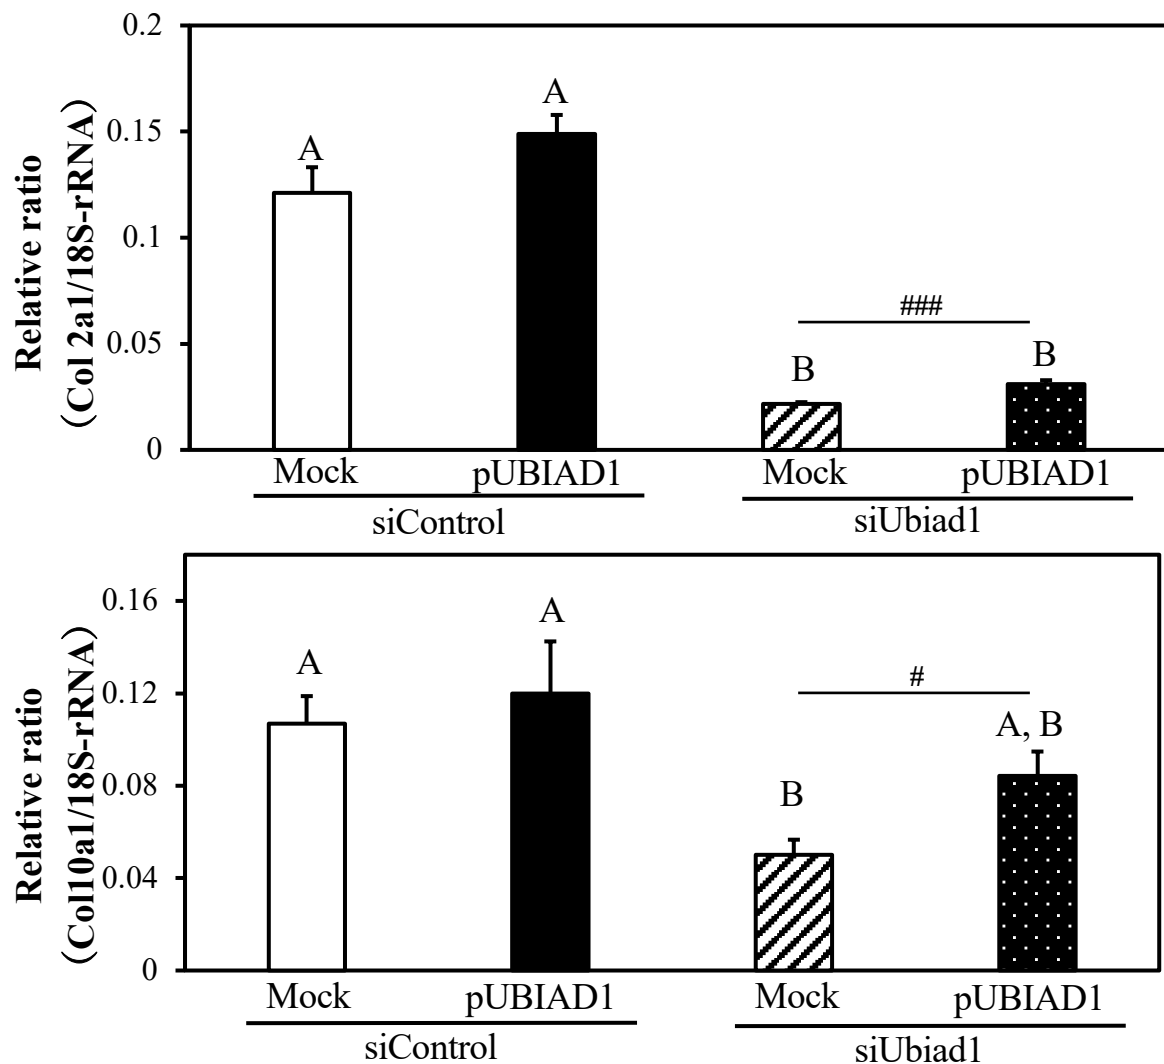 Relative ratio
(Col 2a1/18S-rRNA)
0.2
0.15
0.1
0.05
0
A
A
###
B
B
Mock
pUBIAD1
Mock
pUBIAD1
siControl
siUbiad1
Relative ratio
(Col10a1/18S-rRNA)
0.16
0.12
0.08
0.04
0
A
A
#
B
A, B
Mock
pUBIAD1
Mock
pUBIAD1
siControl
siUbiad1